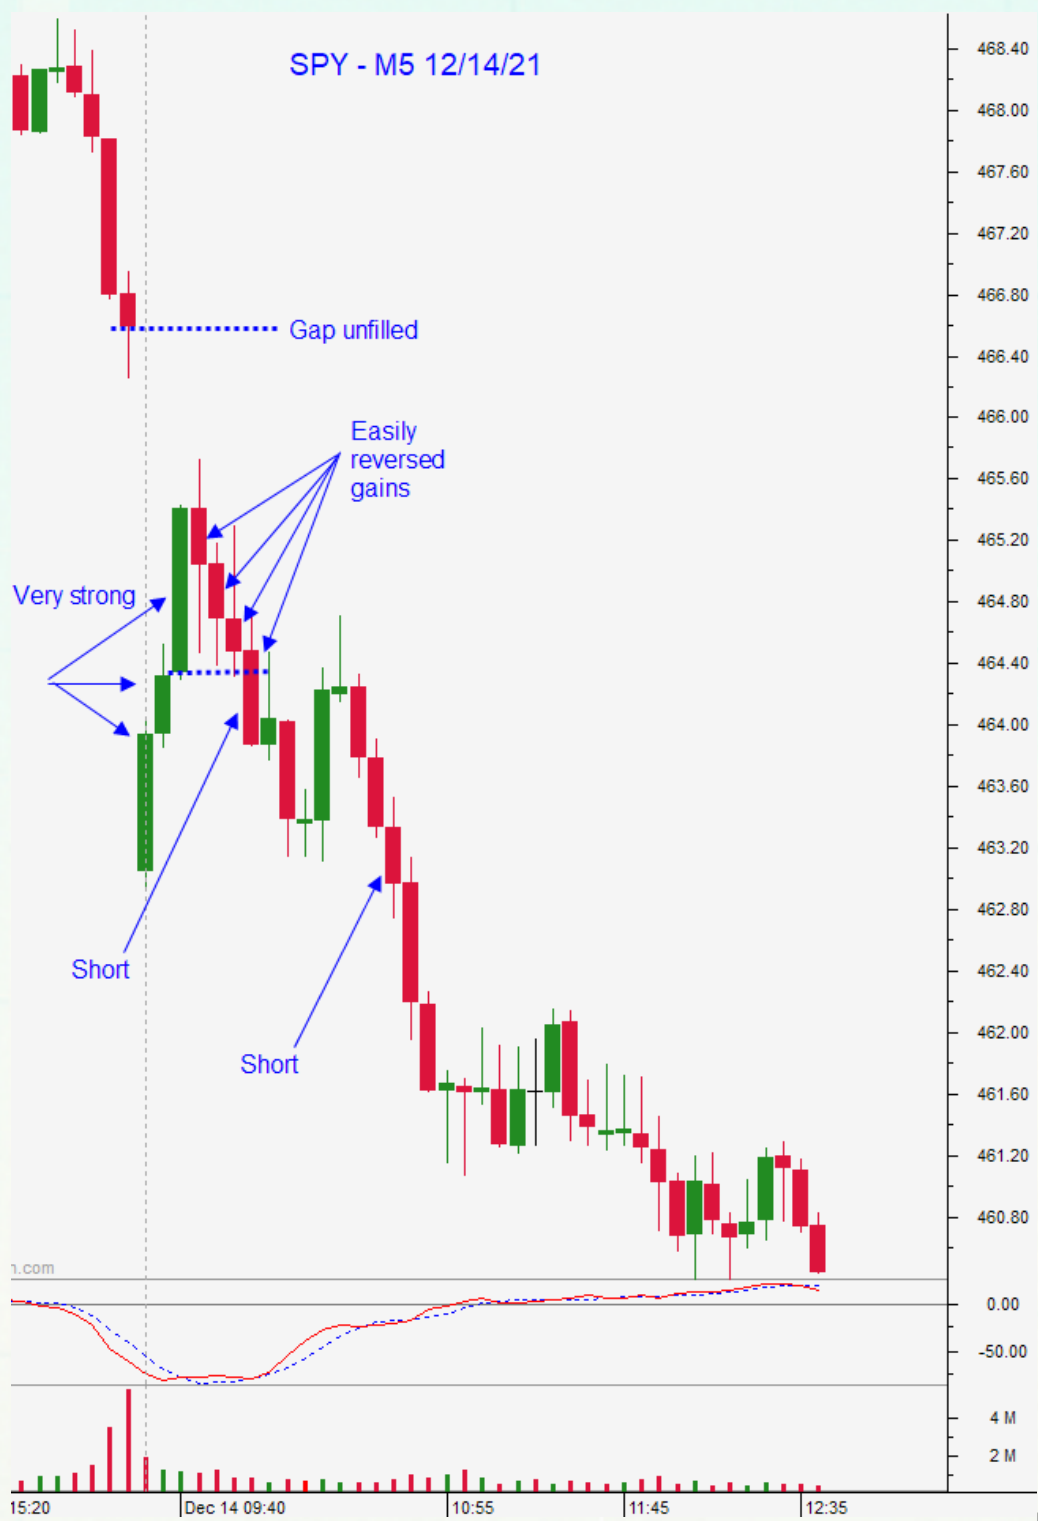 SPY - M5 12/14/21
468.40
468.00
467.60
467.20
466.80
Gap unfilled
466.40
466.00
Easily
reversed
gains
465.60
465.20
Very strong
464.80
464.40
464.00
463.60
463.20
462.80
Short
462.40
462.00
Short
461.60
461.20
460.80
n.com
0.00
-50.00
4 M
2 M
15:20
Dec 14 09:40
10:55
11:45
12:35